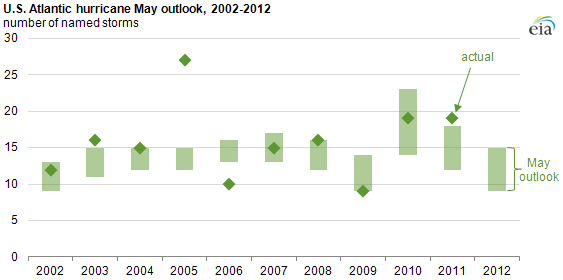 U.S. Atlantic hurricane May outlook, 2002-2012
number of named storms
eia
30
25
20
15
10
5
0
actual
May
outlook
2002 2003 2004 2005 2006 2007 2008 2009 2010 2011 2012